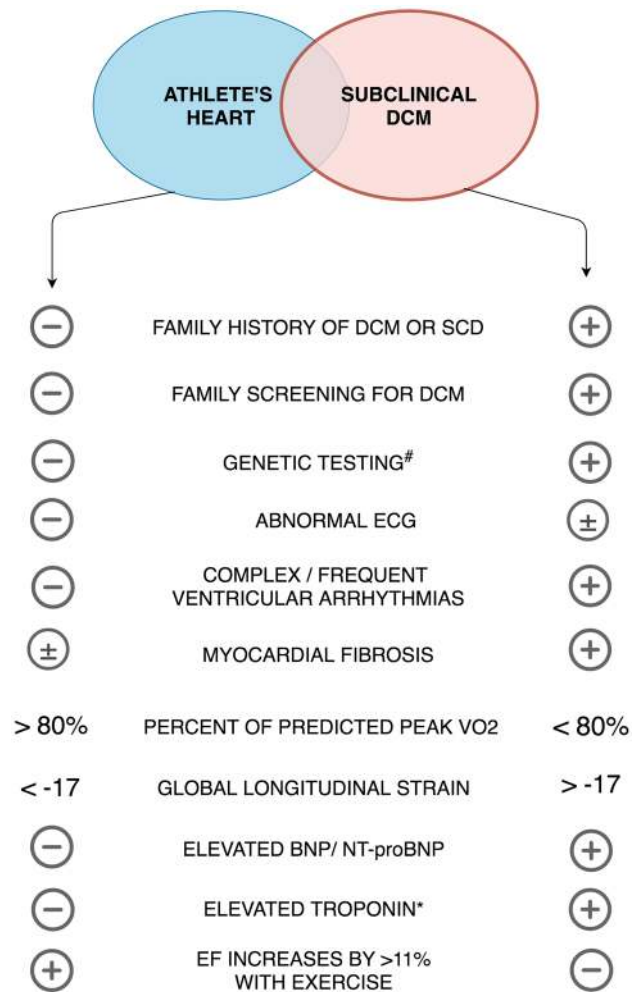 ATHLETE'S
HEART
SUBCLINICAL
DCM
− FAMILY HISTORY OF DCM OR SCD +
− FAMILY SCREENING FOR DCM +
− GENETIC TESTING# +
− ABNORMAL ECG ±
− COMPLEX / FREQUENT
VENTRICULAR ARRHYTHMIAS +
± MYOCARDIAL FIBROSIS +
> 80% PERCENT OF PREDICTED PEAK VO2 < 80%
< -17 GLOBAL LONGITUDINAL STRAIN > -17
− ELEVATED BNP/ NT-proBNP +
− ELEVATED TROPONIN* +
+ EF INCREASES BY >11%
WITH EXERCISE −